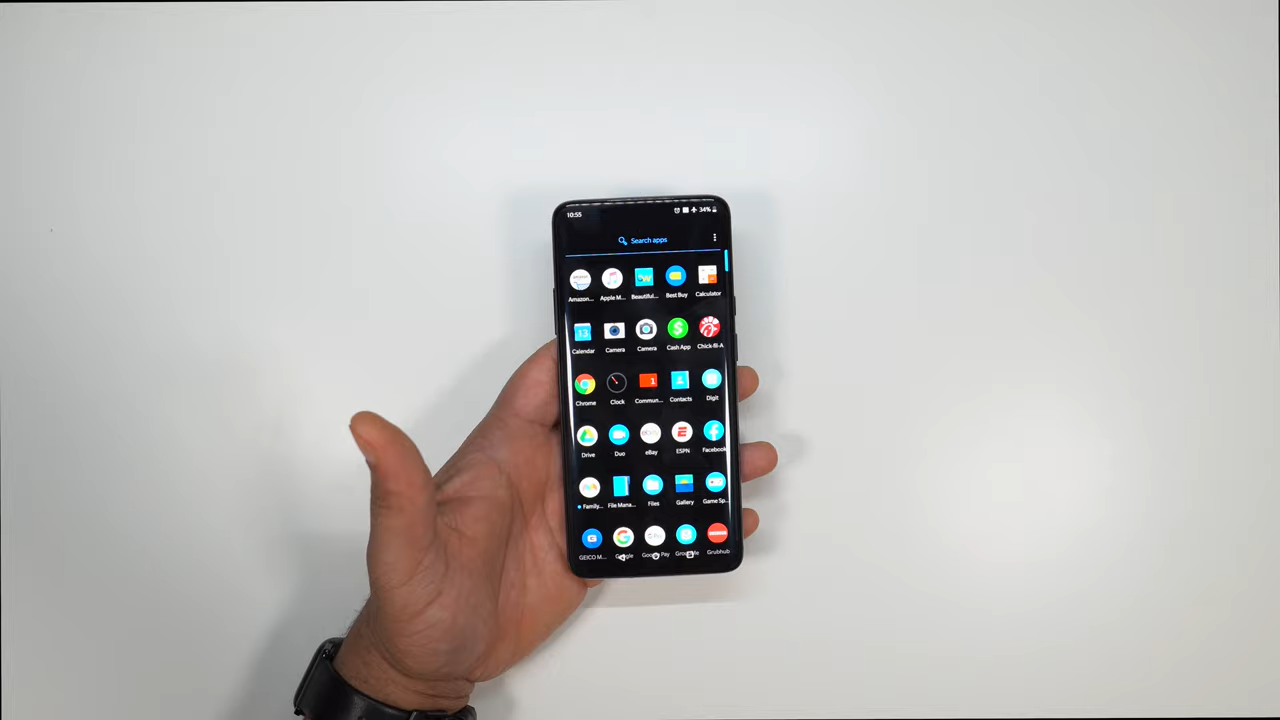 10:55 34%
Search apps
Amazon... Apple M... Beautiful... Best Buy Calculator
13
Calendar Camera Camera Cash App Chick-fil-A
1
Chrome Clock Commun... Contacts Digit
Drive Duo eBay ESPN Facebook
Family... File Mana... Files Gallery Game Sp...
GEICO M... Google Google Pay GroupMe Grubhub